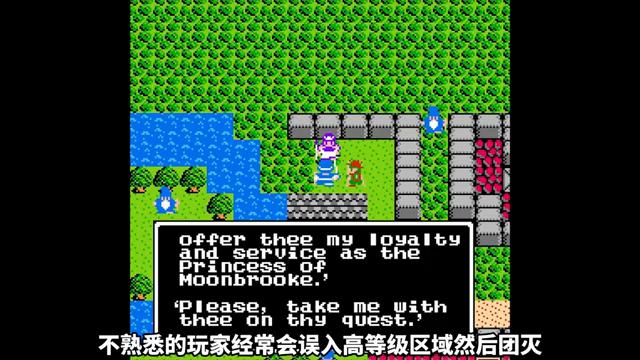 offer thee my loyalty
and service as the
Princess of
Moonbrooke.’
‘Please, take me with
thee on thy quest.’
不熟悉的玩家经常会误入高等级区域然后团灭